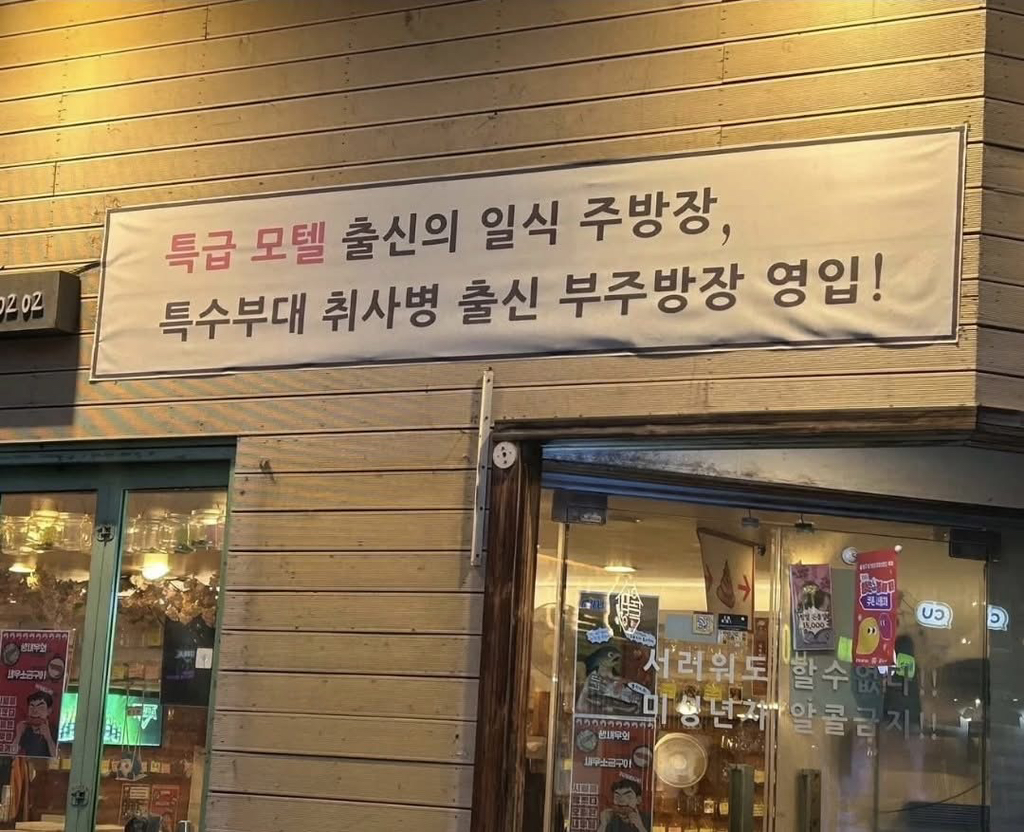 특급 모텔 출신의 일식 주방장,
특수부대 취사병 출신 부주방장 영입!
0202
서러워도 할수없다!!
미성년자 알콜금지!!
CU